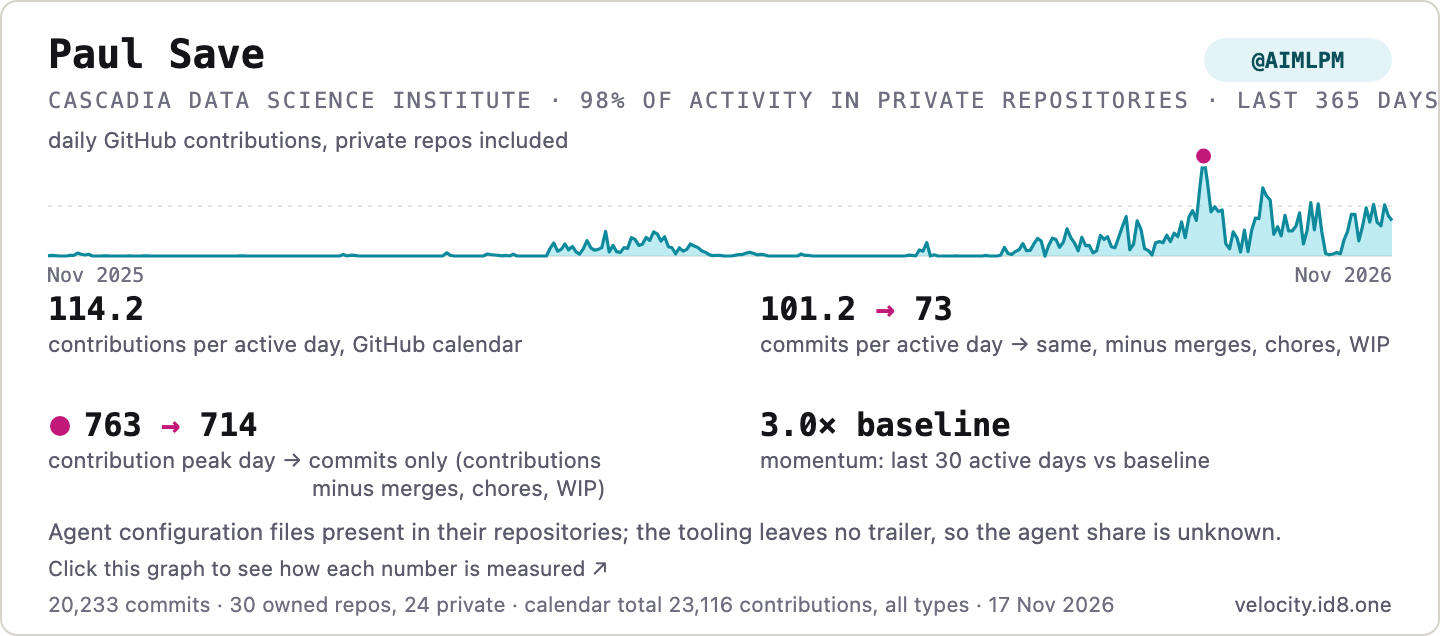 Paul Save
@AIMLPM
CASCADIA DATA SCIENCE INSTITUTE · 98% OF ACTIVITY IN PRIVATE REPOSITORIES · LAST 365 DAYS
daily GitHub contributions, private repos included
Nov 2025
Nov 2026
114.2
contributions per active day, GitHub calendar
101.2 → 73
commits per active day → same, minus merges, chores, WIP
763 → 714
contribution peak day → commits only (contributions
minus merges, chores, WIP)
3.0× baseline
momentum: last 30 active days vs baseline
Agent configuration files present in their repositories; the tooling leaves no trailer, so the agent share is unknown.
Click this graph to see how each number is measured ↗
20,233 commits · 30 owned repos, 24 private · calendar total 23,116 contributions, all types · 17 Nov 2026
velocity.id8.one